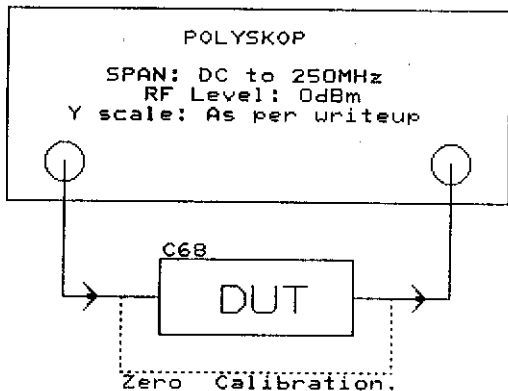 POLYSKOP
SPAN: DC to 250MHz
RF Level: 0dBm
Y scale: As per writeup
C68
DUT
Zero Calibration.